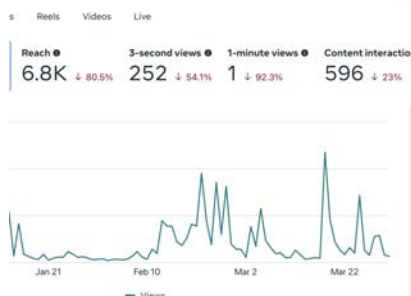 s Reels Videos Live
Reach 3-second views 1-minute views Content interactio
6.8K ↓ 80.5% 252 ↓ 54.1% 1 ↓ 92.3% 596 ↓ 23%
Jan 21 Feb 10 Mar 2 Mar 22
Views